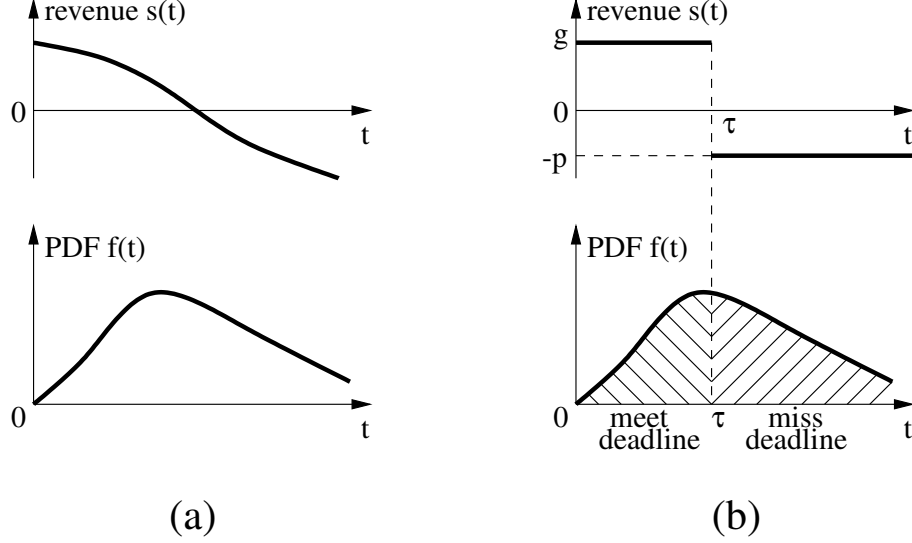 revenue s(t)
0
t
PDF f(t)
0
t
(a)
revenue s(t)
g
0
τ
t
-p
PDF f(t)
0
meet
deadline
τ
miss
deadline
t
(b)